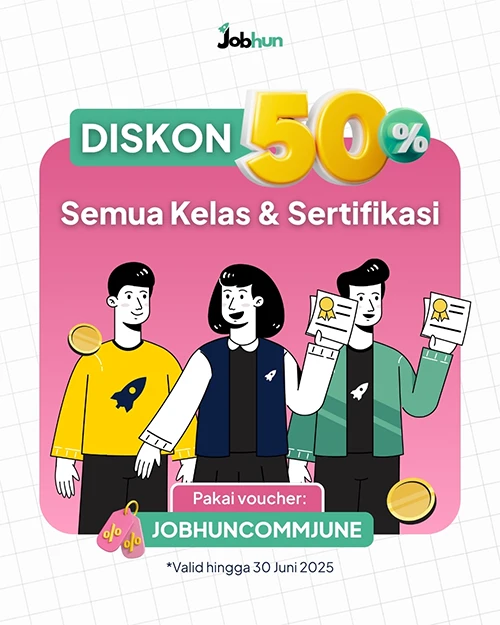 Jobhun
DISKON 50%
Semua Kelas & Sertifikasi
Pakai voucher:
JOBHUNCOMMJUNE
*Valid hingga 30 Juni 2025